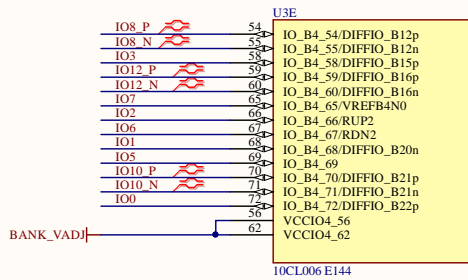 U3E
IO8_P 54 IO_B4_54/DIFFIO_B12p
IO8_N 55 IO_B4_55/DIFFIO_B12n
IO3 58 IO_B4_58/DIFFIO_B15p
IO12_P 59 IO_B4_59/DIFFIO_B16p
IO12_N 60 IO_B4_60/DIFFIO_B16n
IO7 65 IO_B4_65/VREFB4N0
IO2 66 IO_B4_66/RUP2
IO6 67 IO_B4_67/RDN2
IO1 68 IO_B4_68/DIFFIO_B20n
IO5 69 IO_B4_69
IO10_P 70 IO_B4_70/DIFFIO_B21p
IO10_N 71 IO_B4_71/DIFFIO_B21n
IO0 72 IO_B4_72/DIFFIO_B22p
56 VCCIO4_56
BANK_VADJ 62 VCCIO4_62
10CL006 E144